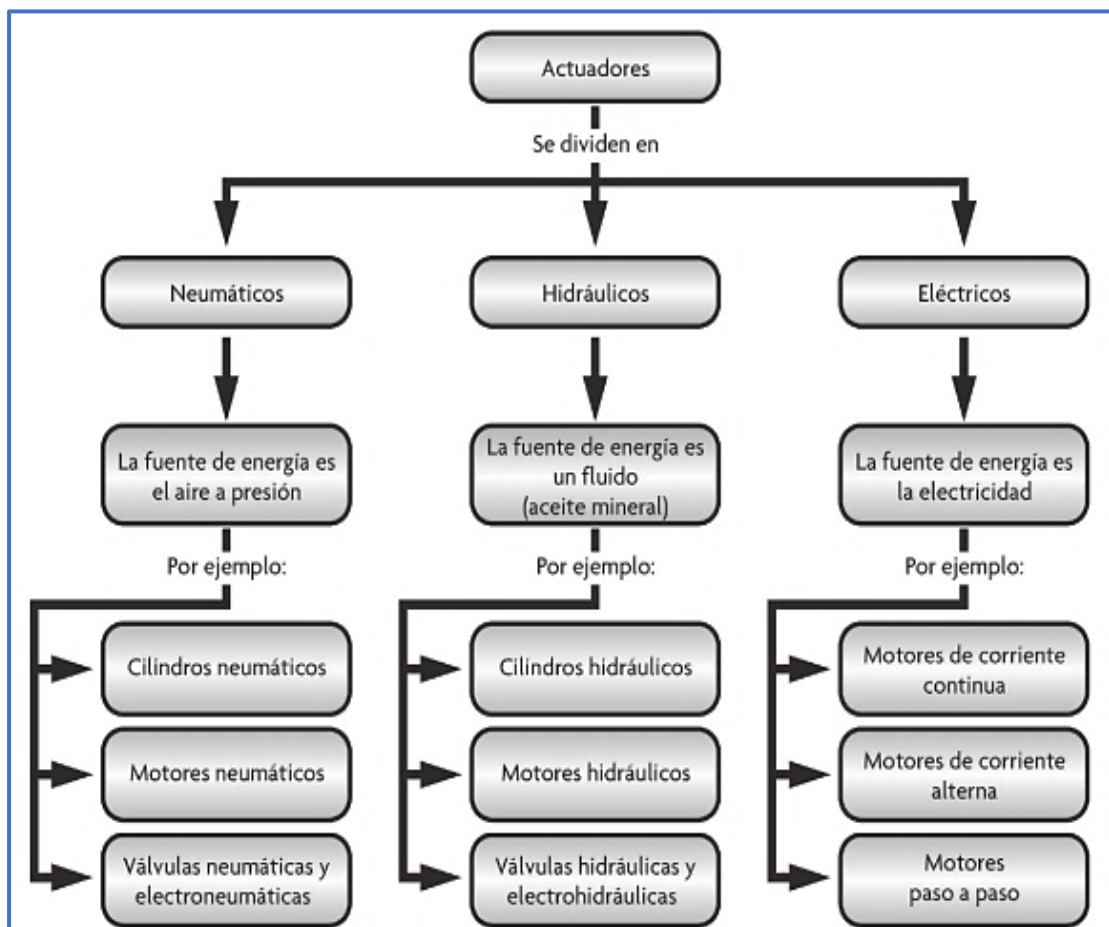 Actuadores
Se dividen en
Neumáticos
Hidráulicos
Eléctricos
La fuente de energía es
el aire a presión
La fuente de energía es
un fluido
(aceite mineral)
La fuente de energía es
la electricidad
Por ejemplo:
Por ejemplo:
Por ejemplo:
Cilindros neumáticos
Cilindros hidráulicos
Motores de corriente
continua
Motores neumáticos
Motores hidráulicos
Motores de corriente
alterna
Válvulas neumáticas y
electroneumáticas
Válvulas hidráulicas y
electrohidráulicas
Motores
paso a paso